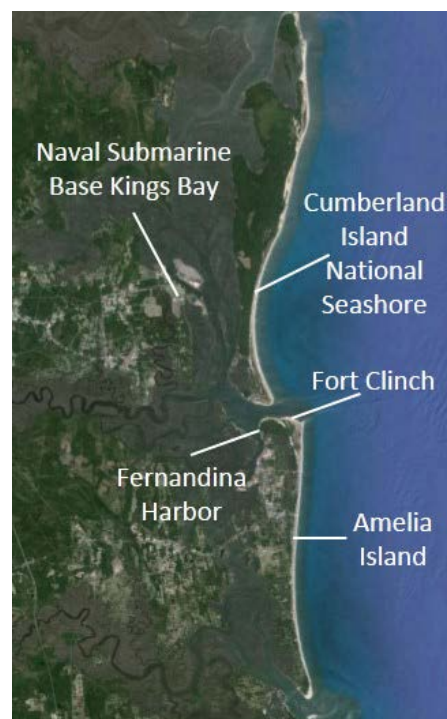 Naval Submarine
Base Kings Bay
Cumberland
Island
National
Seashore
Fort Clinch
Fernandina
Harbor
Amelia
Island